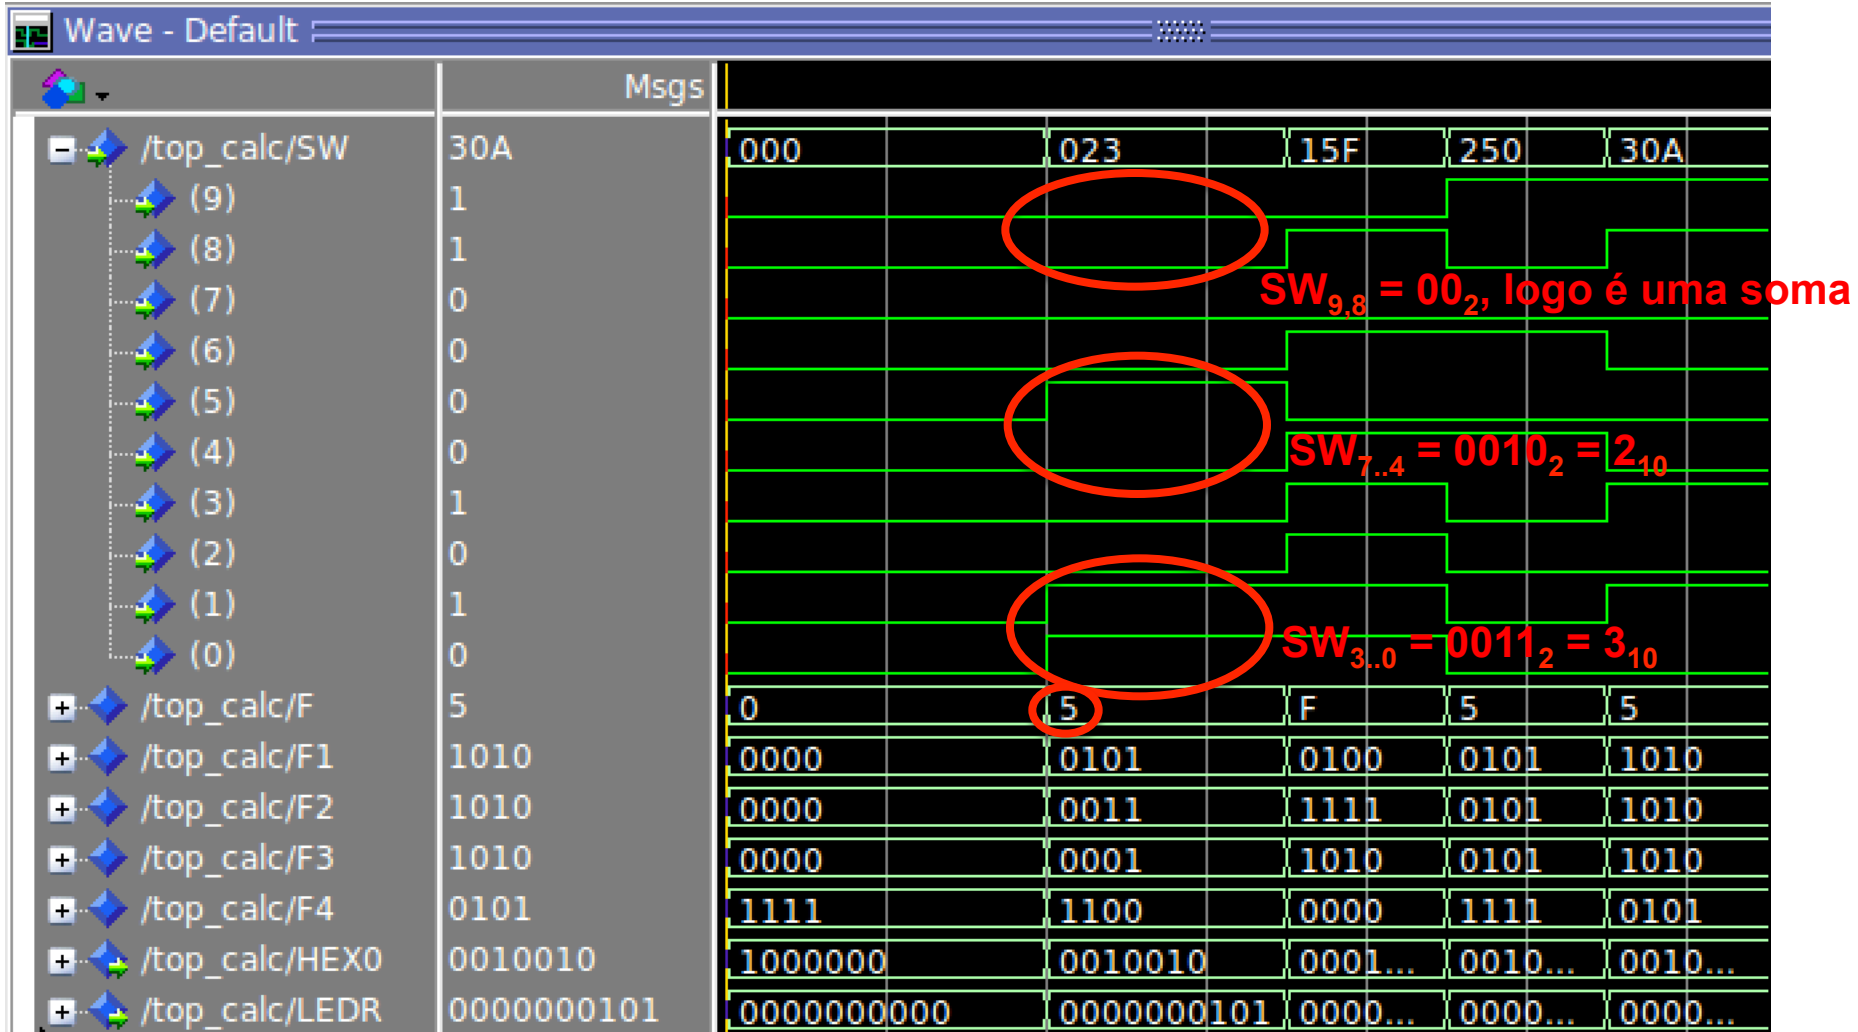 Wave - Default
Msgs
/top_calc/SW 30A 000 023 15F 250 30A
(9) 1
(8) 1
SW9,8 = 002, logo é uma soma
(7) 0
(6) 0
(5) 0
(4) 0
SW7..4 = 00102 = 210
(3) 1
(2) 0
(1) 1
(0) 0
SW3..0 = 00112 = 310
/top_calc/F 5 0 5 F 5 5
/top_calc/F1 1010 0000 0101 0100 0101 1010
/top_calc/F2 1010 0000 0011 1111 0101 1010
/top_calc/F3 1010 0000 0001 1010 0101 1010
/top_calc/F4 0101 1111 1100 0000 1111 0101
/top_calc/HEX0 0010010 1000000 0010010 0001... 0010... 0010...
/top_calc/LEDR 0000000101 0000000000 0000000101 0000... 0000... 0000...